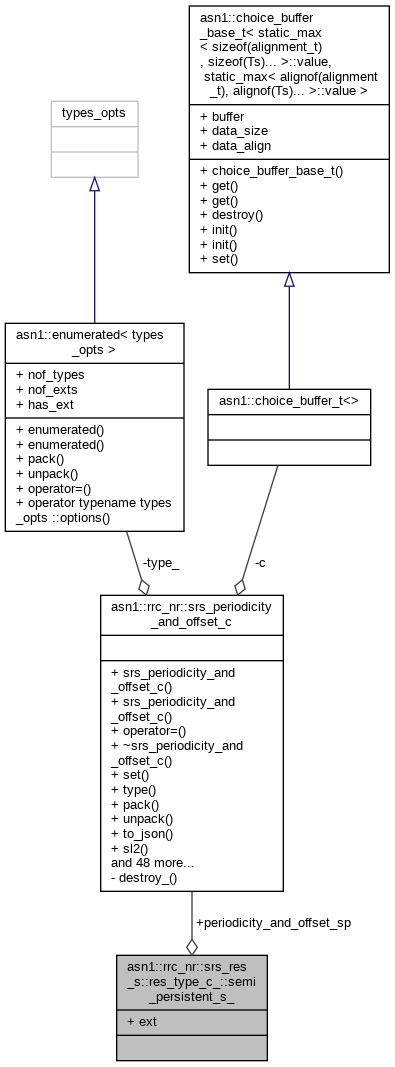 asn1::choice_buffer
_base_t< static_max
< sizeof(alignment_t)
, sizeof(Ts)... >::value,
static_max< alignof(alignment
_t), alignof(Ts)... >::value >
+ buffer
+ data_size
+ data_align
+ choice_buffer_base_t()
+ get()
+ get()
+ destroy()
+ init()
+ init()
+ set()
types_opts
asn1::enumerated< types
_opts >
+ nof_types
+ nof_exts
+ has_ext
+ enumerated()
+ enumerated()
+ pack()
+ unpack()
+ operator=()
+ operator typename types
_opts ::options()
asn1::choice_buffer_t<>
-type_
-c
asn1::rrc_nr::srs_periodicity
_and_offset_c
+ srs_periodicity_and
_offset_c()
+ srs_periodicity_and
_offset_c()
+ operator=()
+ ~srs_periodicity_and
_offset_c()
+ set()
+ type()
+ pack()
+ unpack()
+ to_json()
+ sl2()
and 48 more...
- destroy_()
+periodicity_and_offset_sp
asn1::rrc_nr::srs_res
_s::res_type_c_::semi
_persistent_s_
+ ext